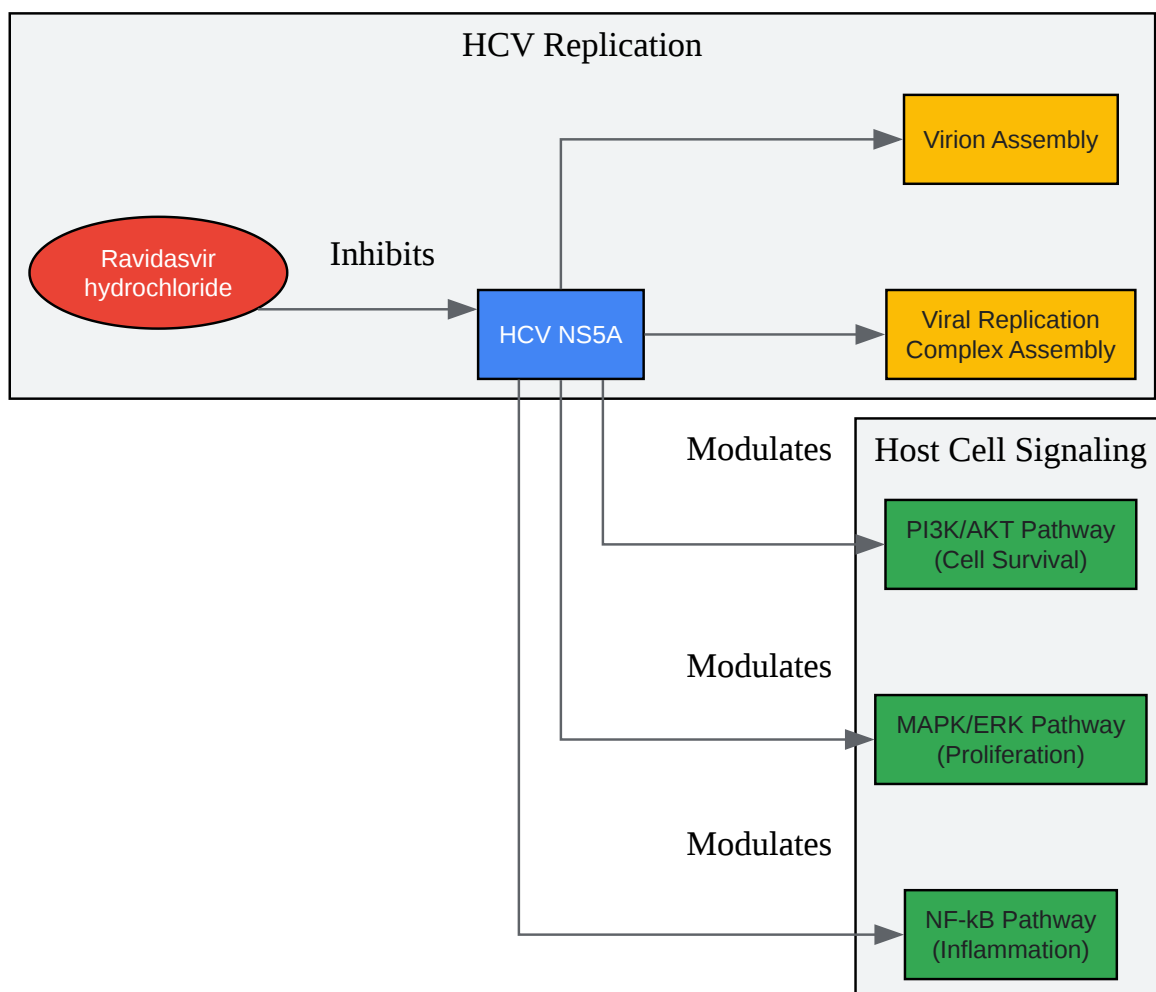 HCV Replication
Virion Assembly
Ravidasvir
hydrochloride
Inhibits
HCV NS5A
Viral Replication
Complex Assembly
Modulates
Host Cell Signaling
PI3K/AKT Pathway
(Cell Survival)
Modulates
MAPK/ERK Pathway
(Proliferation)
Modulates
NF-kB Pathway
(Inflammation)